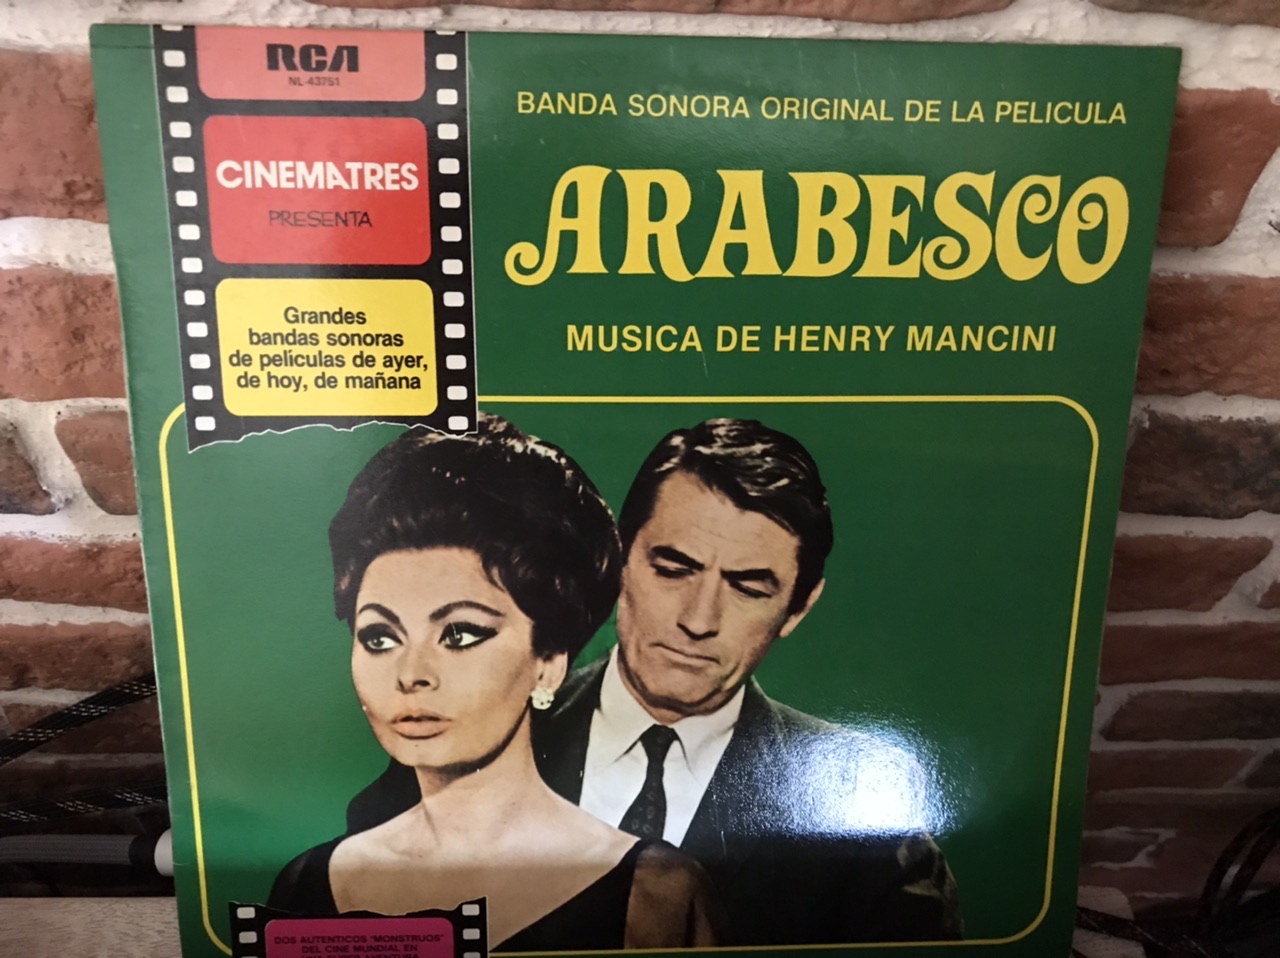 RCA
NL-43751
CINEMATRES
PRESENTA
Grandes
bandas sonoras
de películas de ayer,
de hoy, de mañana
BANDA SONORA ORIGINAL DE LA PELICULA
ARABESCO
MUSICA DE HENRY MANCINI
DOS AUTENTICOS "MONSTRUOS"
DEL CINE MUNDIAL EN